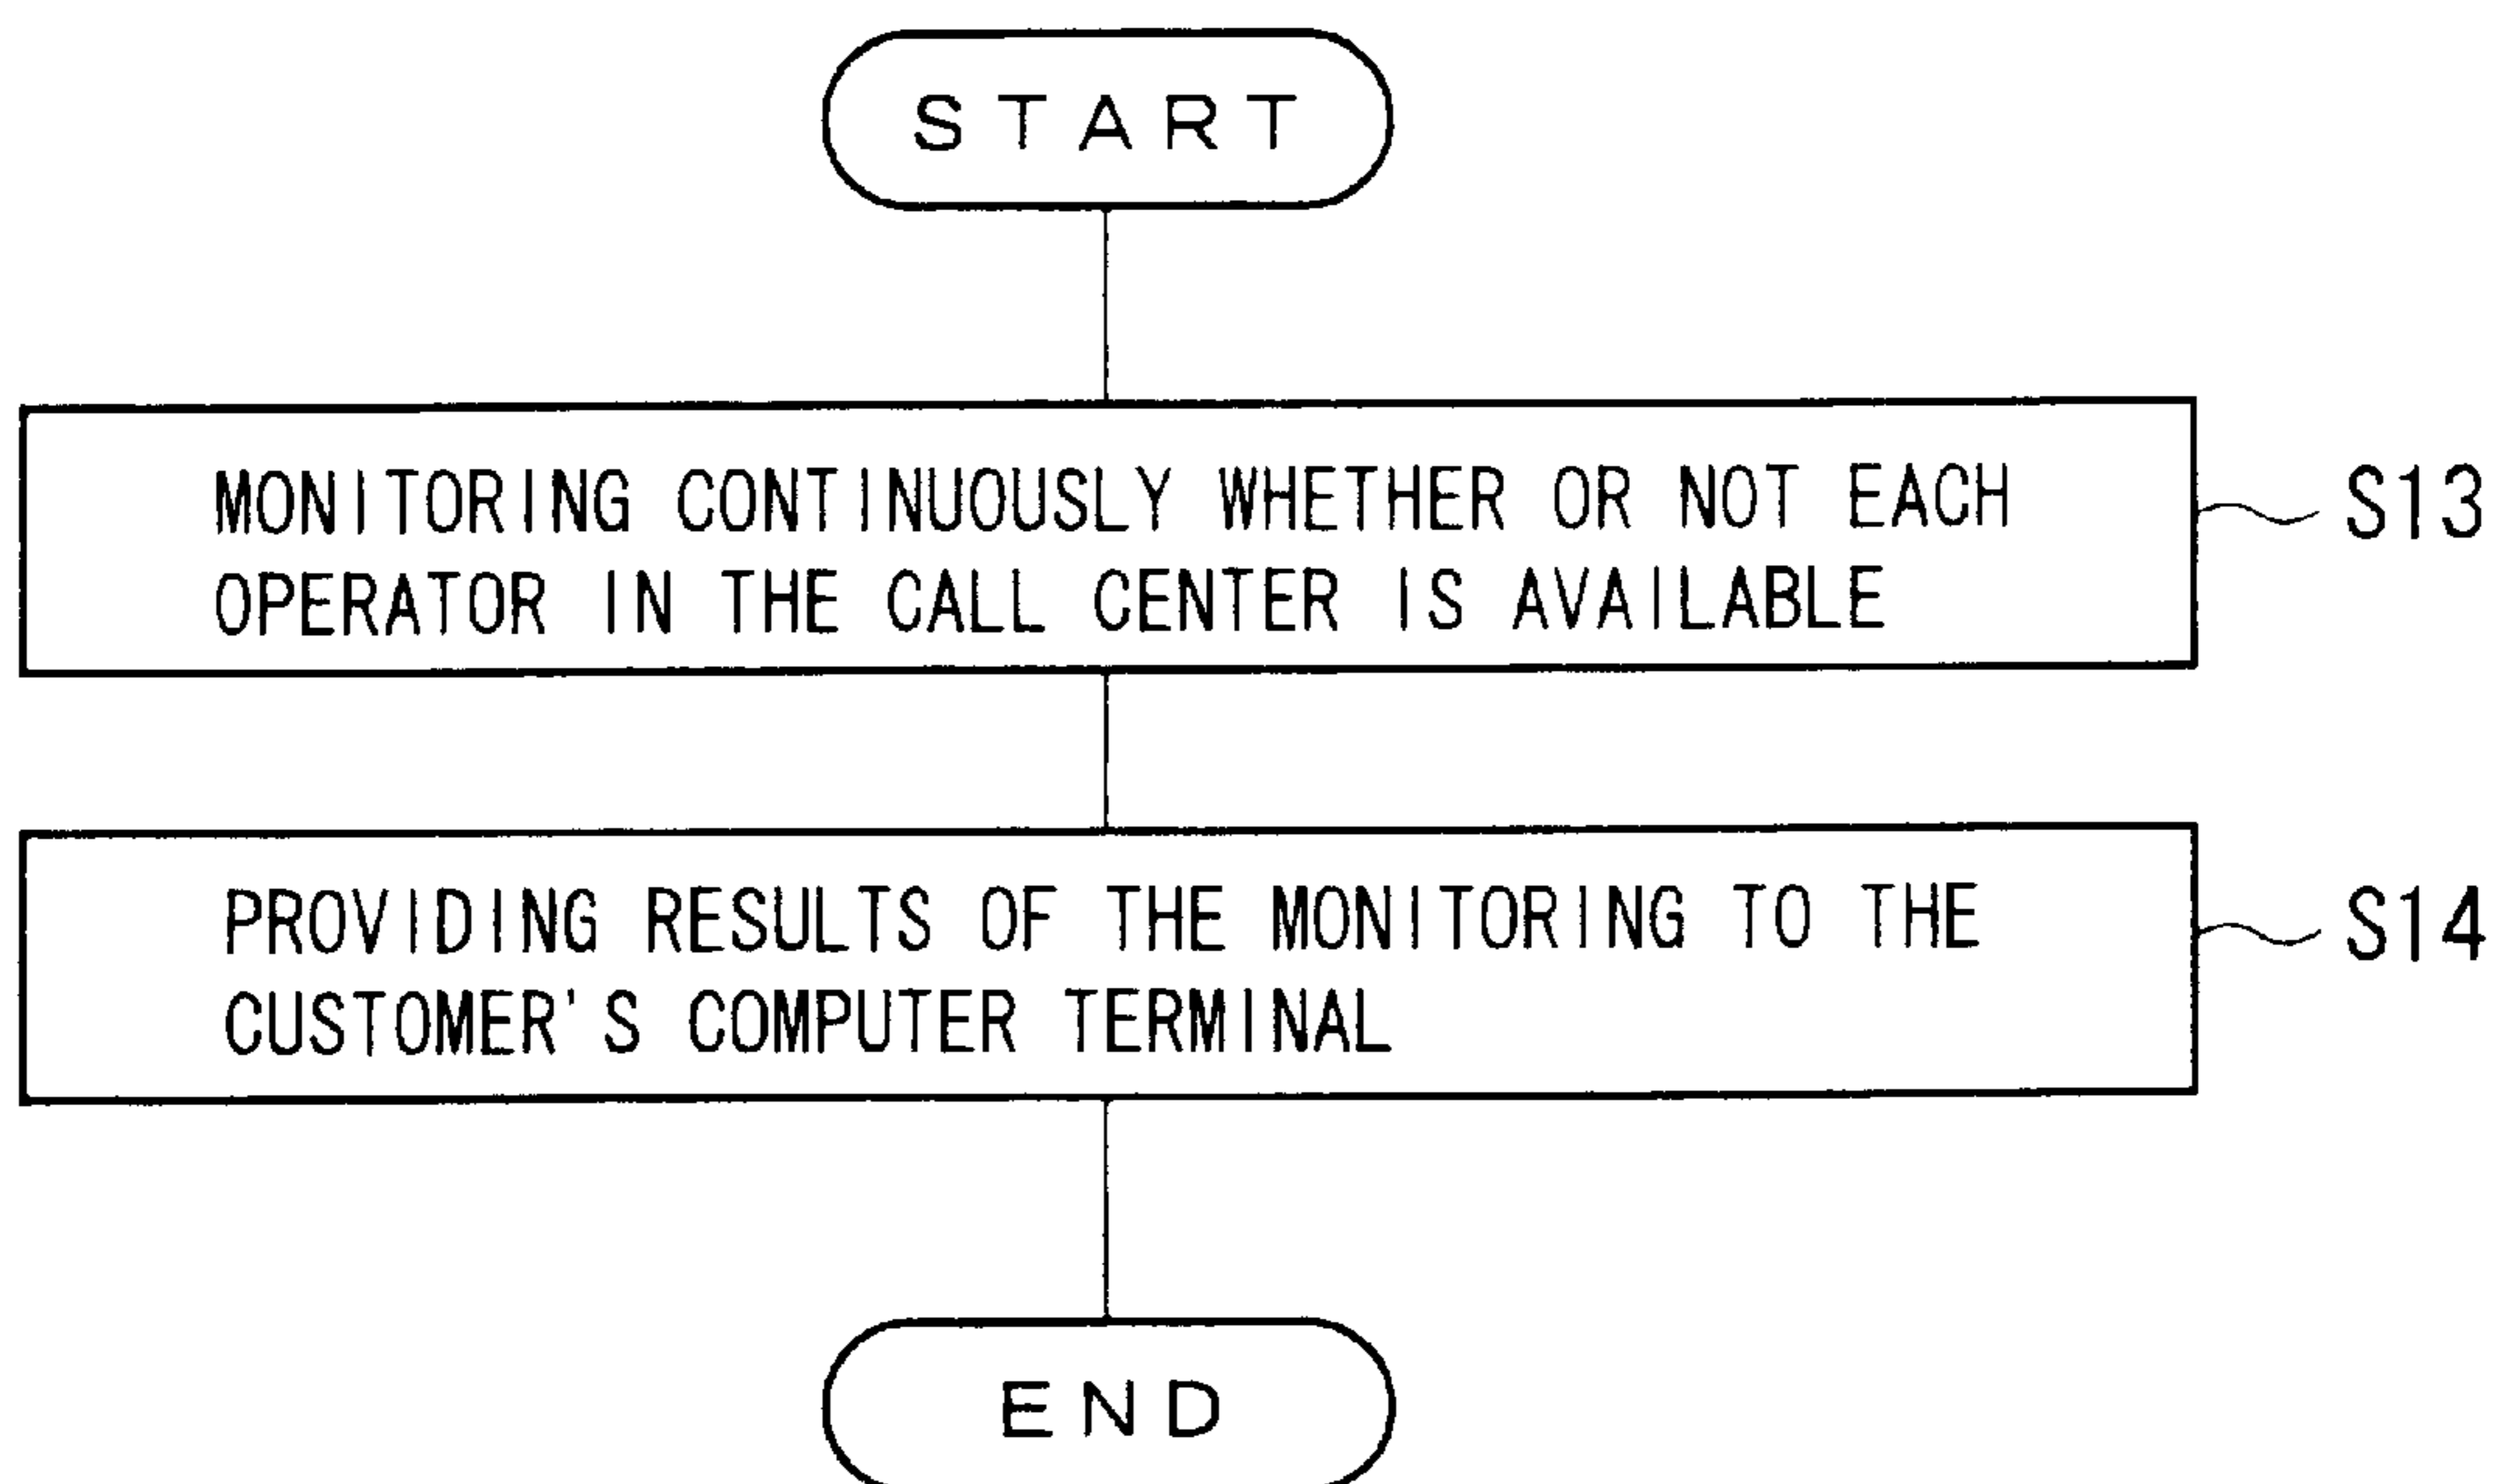 START
MONITORING CONTINUOUSLY WHETHER OR NOT EACH
OPERATOR IN THE CALL CENTER IS AVAILABLE
S13
PROVIDING RESULTS OF THE MONITORING TO THE
CUSTOMER'S COMPUTER TERMINAL
S14
END